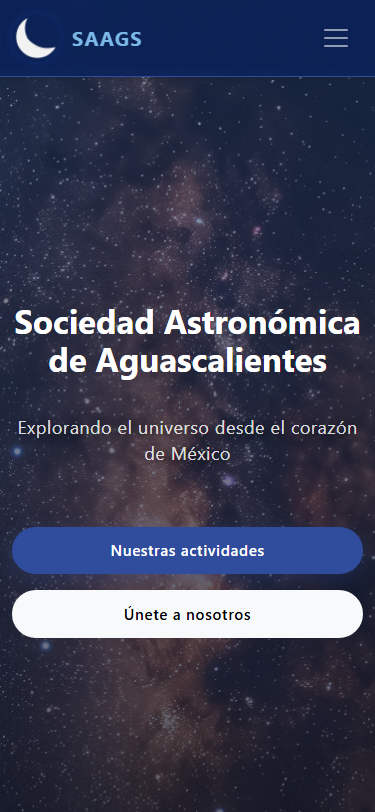 SAAGS
Sociedad Astronómica
de Aguascalientes
Explorando el universo desde el corazón
de México
Nuestras actividades
Únete a nosotros